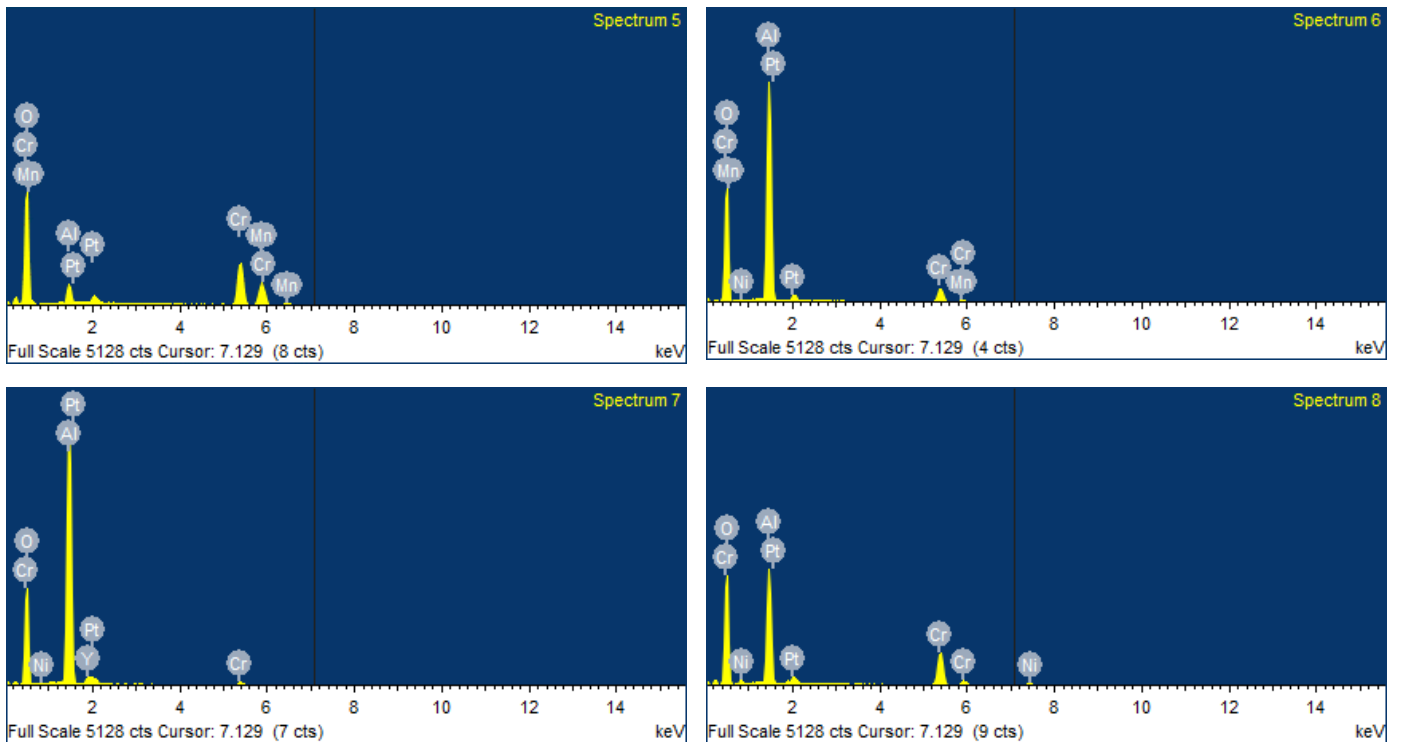 Spectrum 5
O
Cr
Mn
Al
Pt
Pt
Cr
Mn
Cr
Mn
2 4 6 8 10 12 14
Full Scale 5128 cts Cursor: 7.129 (8 cts) keV
Spectrum 6
Al
Pt
O
Cr
Mn
Ni
Pt
Cr
Cr
Mn
2 4 6 8 10 12 14
Full Scale 5128 cts Cursor: 7.129 (4 cts) keV
Spectrum 7
Pt
Al
O
Cr
Ni
Pt
Y
Cr
2 4 6 8 10 12 14
Full Scale 5128 cts Cursor: 7.129 (7 cts) keV
Spectrum 8
O
Cr
Al
Pt
Ni
Pt
Cr
Cr
Ni
2 4 6 8 10 12 14
Full Scale 5128 cts Cursor: 7.129 (9 cts) keV